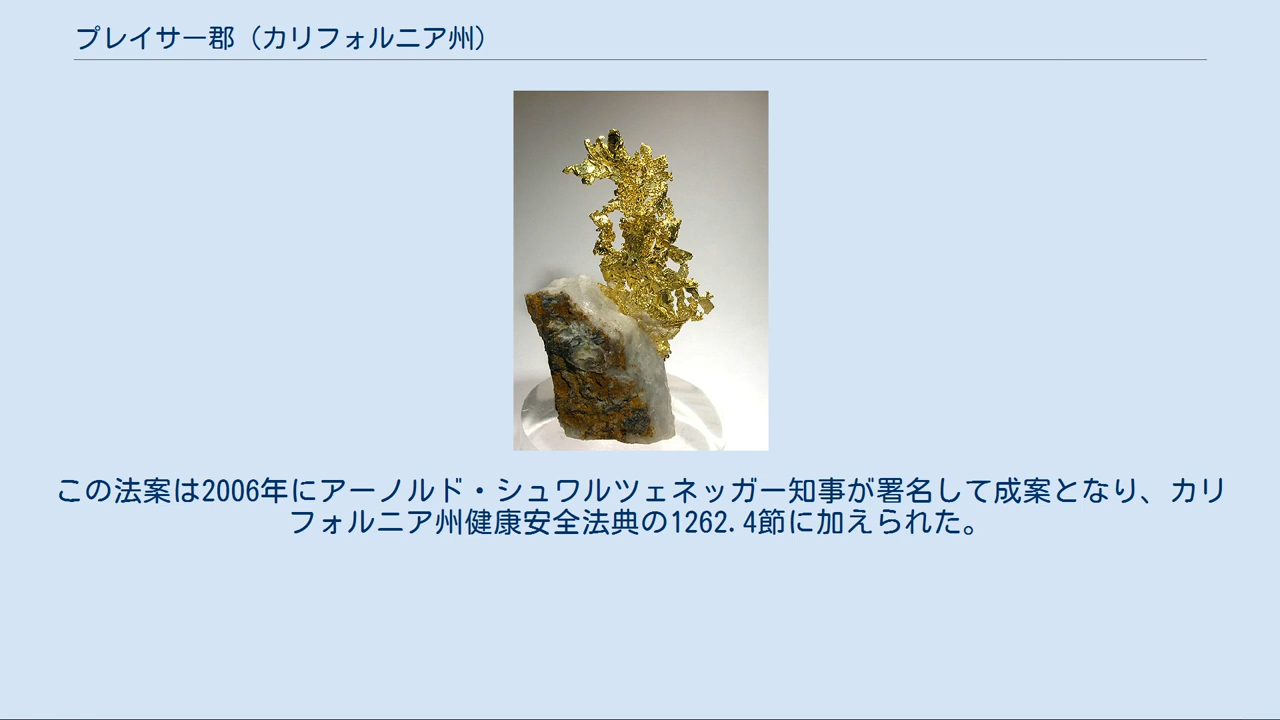 プレイサー郡（カリフォルニア州）
この法案は2006年にアーノルド・シュワルツェネッガー知事が署名して成案となり、カリ
フォルニア州健康安全法典の1262.4節に加えられた。